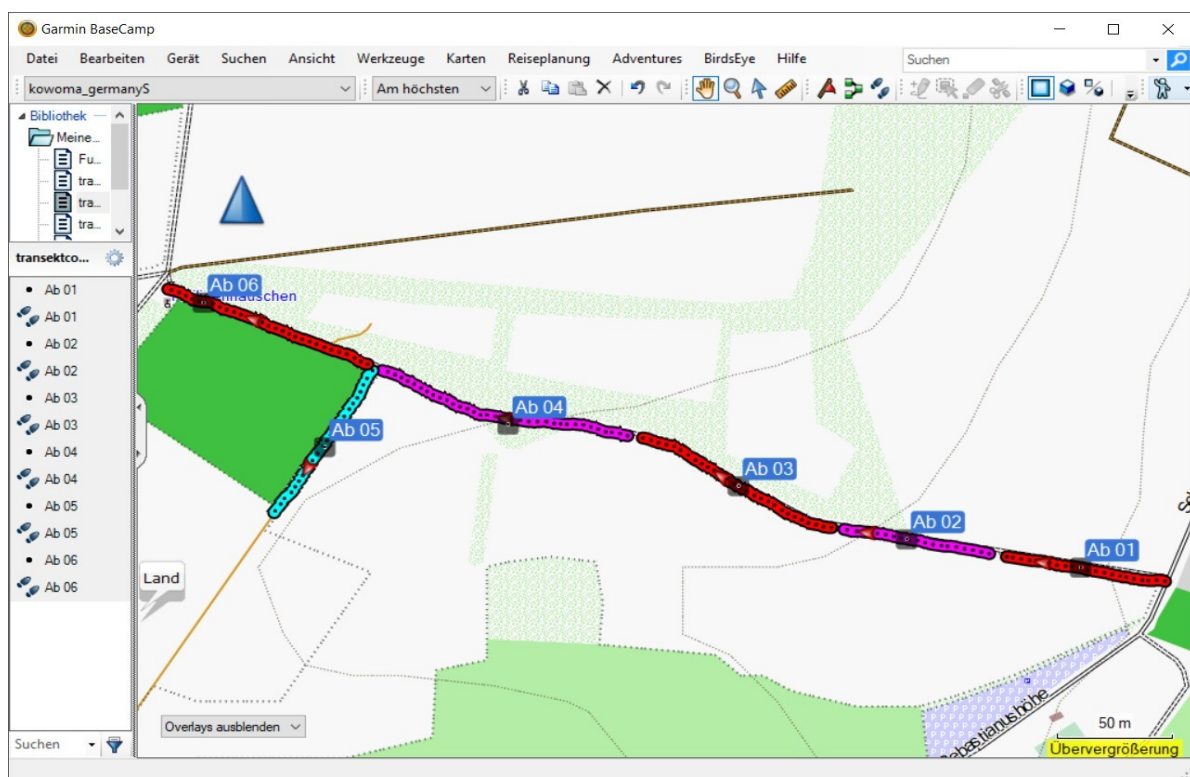 Garmin BaseCamp
Datei Bearbeiten Gerät Suchen Ansicht Werkzeuge Karten Reiseplanung Adventures BirdsEye Hilfe Suchen
kowoma_germanyS Am höchsten
Bibliothek
Meine...
Fu...
tra...
tra...
tra...
transektco...
Ab 01
Ab 01
Ab 02
Ab 02
Ab 03
Ab 03
Ab 04
Ab 04
Ab 05
Ab 05
Ab 06
Ab 06
Suchen
Ab 06
Ab 04
Ab 05
Ab 03
Ab 02
Ab 01
Land
Overlays ausblenden
50 m
Übervergrößerung